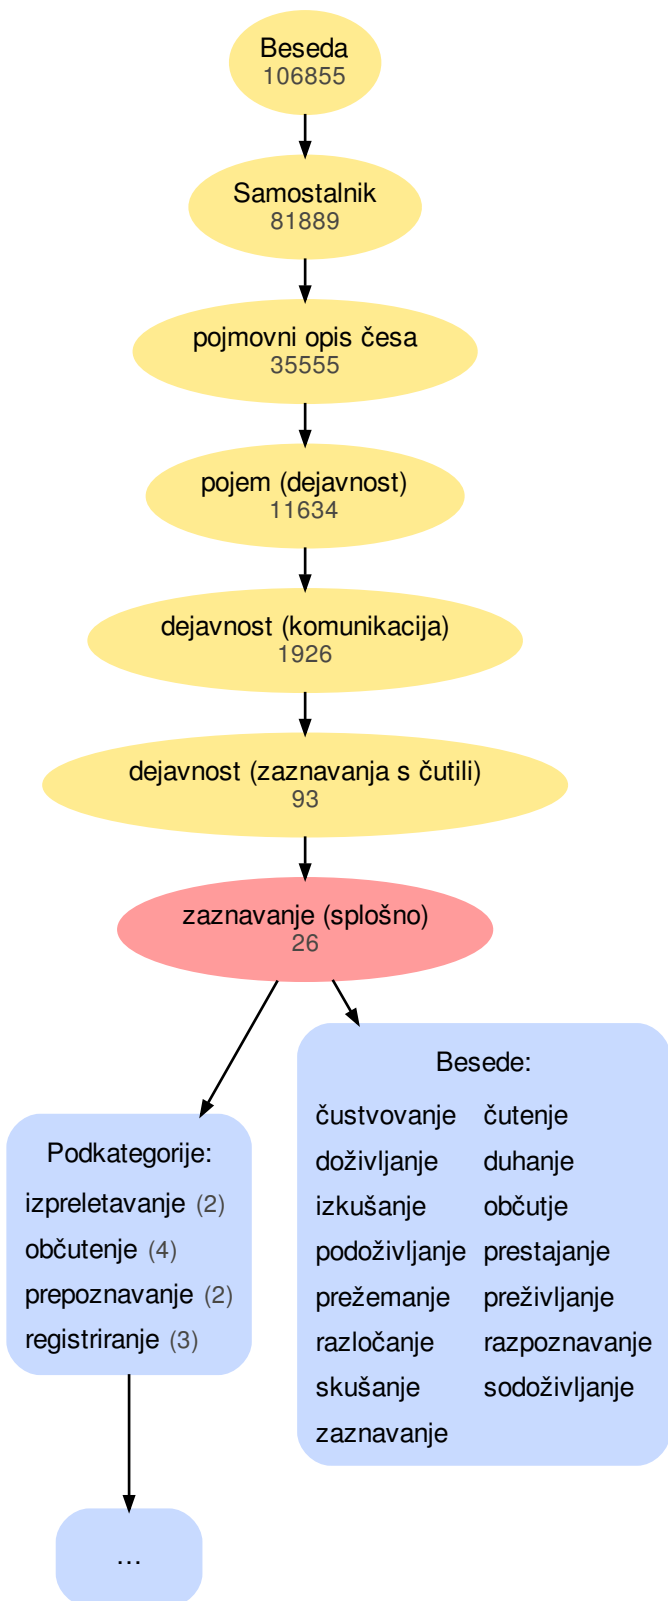 Beseda
106855
Samostalnik
81889
pojmovni opis česa
35555
pojem (dejavnost)
11634
dejavnost (komunikacija)
1926
dejavnost (zaznavanja s čutili)
93
zaznavanje (splošno)
26
Podkategorije:
izpreletavanje (2)
občutenje (4)
prepoznavanje (2)
registriranje (3)
Besede:
čustvovanje čutenje
doživljanje duhanje
izkušanje občutje
podoživljanje prestajanje
prežemanje preživljanje
razločanje razpoznavanje
skušanje sodoživljanje
zaznavanje
...